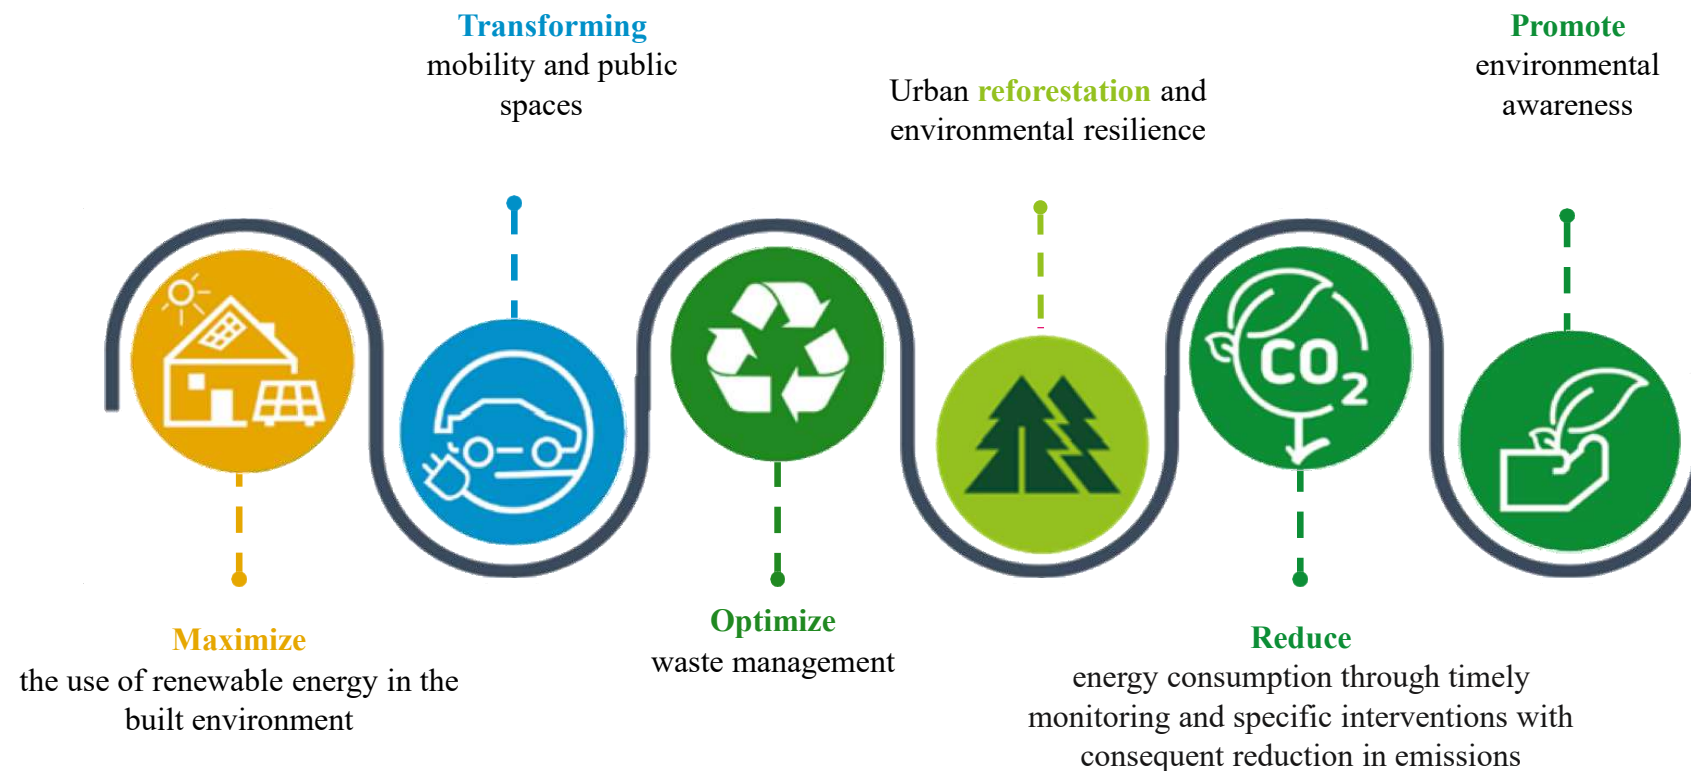 Transforming
mobility and public
spaces
Urban reforestation and
environmental resilience
Promote
environmental
awareness
CO2
Maximize
the use of renewable energy in the
built environment
Optimize
waste management
Reduce
energy consumption through timely
monitoring and specific interventions with
consequent reduction in emissions